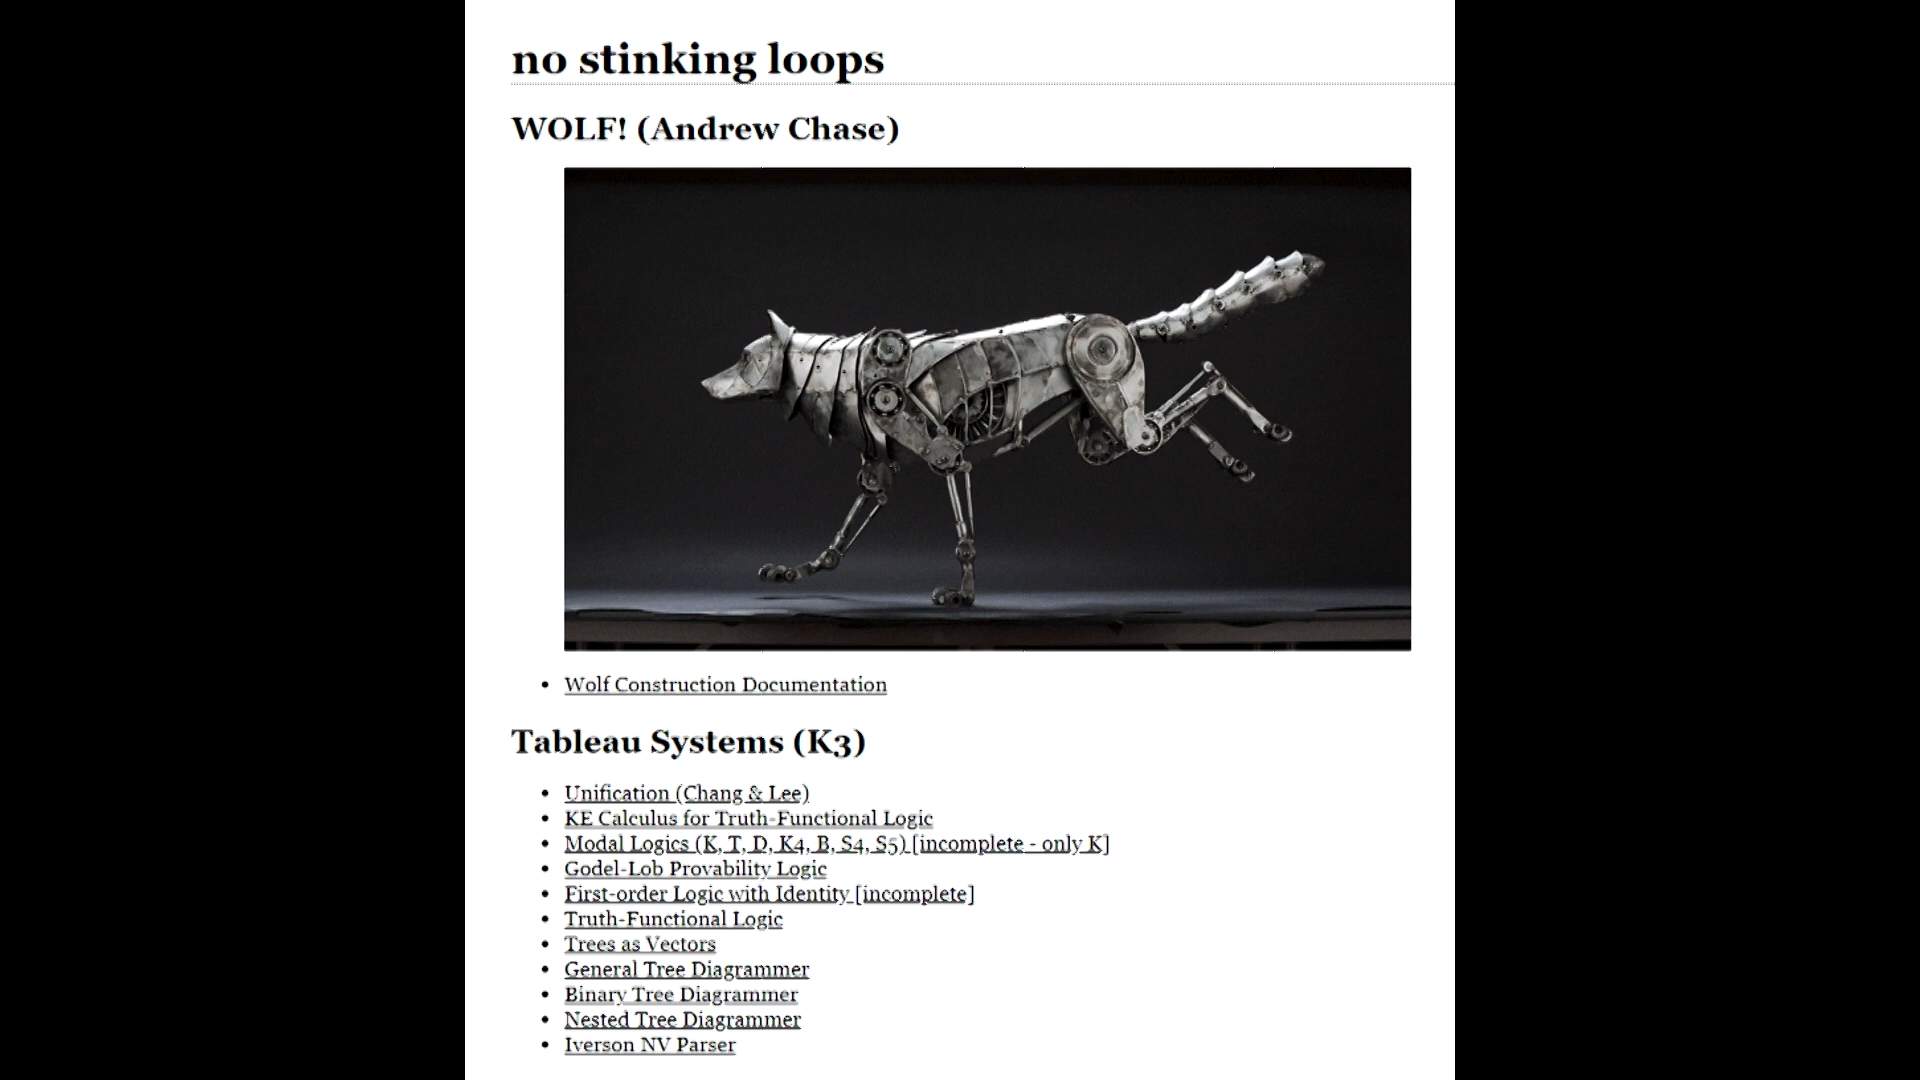 no stinking loops
WOLF! (Andrew Chase)
Wolf Construction Documentation
Tableau Systems (K3)
Unification (Chang & Lee)
KE Calculus for Truth-Functional Logic
Modal Logics (K, T, D, K4, B, S4, S5) [incomplete - only K]
Godel-Lob Provability Logic
First-order Logic with Identity [incomplete]
Truth-Functional Logic
Trees as Vectors
General Tree Diagrammer
Binary Tree Diagrammer
Nested Tree Diagrammer
Iverson NV Parser